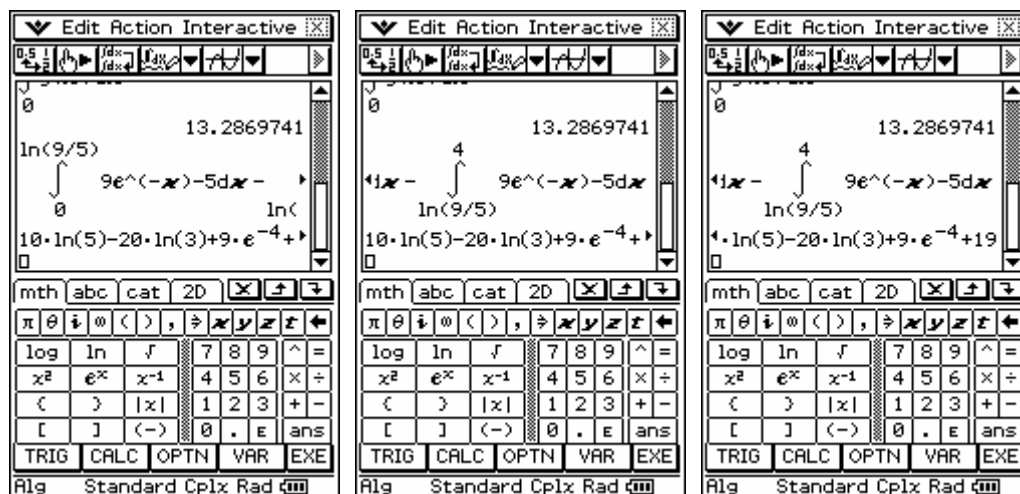 Edit Action Interactive
0
13.2869741
ln(9/5)
∫ 9e^(-x)-5dx -
0 ln(
10·ln(5)-20·ln(3)+9·e^-4+
mth abc cat 2D
π θ i ∞ ( ) , ⇒ x y z t
log ln √ 7 8 9 ^ =
x² eˣ x⁻¹ 4 5 6 × ÷
( ) |x| 1 2 3 + -
[ ] (-) 0 . E ans
TRIG CALC OPTN VAR EXE
Alg Standard Cplx Rad
Edit Action Interactive
0
13.2869741
4
ix - ∫ 9e^(-x)-5dx
ln(9/5)
10·ln(5)-20·ln(3)+9·e^-4+
mth abc cat 2D
π θ i ∞ ( ) , ⇒ x y z t
log ln √ 7 8 9 ^ =
x² eˣ x⁻¹ 4 5 6 × ÷
( ) |x| 1 2 3 + -
[ ] (-) 0 . E ans
TRIG CALC OPTN VAR EXE
Alg Standard Cplx Rad
Edit Action Interactive
0
13.2869741
4
ix - ∫ 9e^(-x)-5dx
ln(9/5)
·ln(5)-20·ln(3)+9·e^-4+19
mth abc cat 2D
π θ i ∞ ( ) , ⇒ x y z t
log ln √ 7 8 9 ^ =
x² eˣ x⁻¹ 4 5 6 × ÷
( ) |x| 1 2 3 + -
[ ] (-) 0 . E ans
TRIG CALC OPTN VAR EXE
Alg Standard Cplx Rad